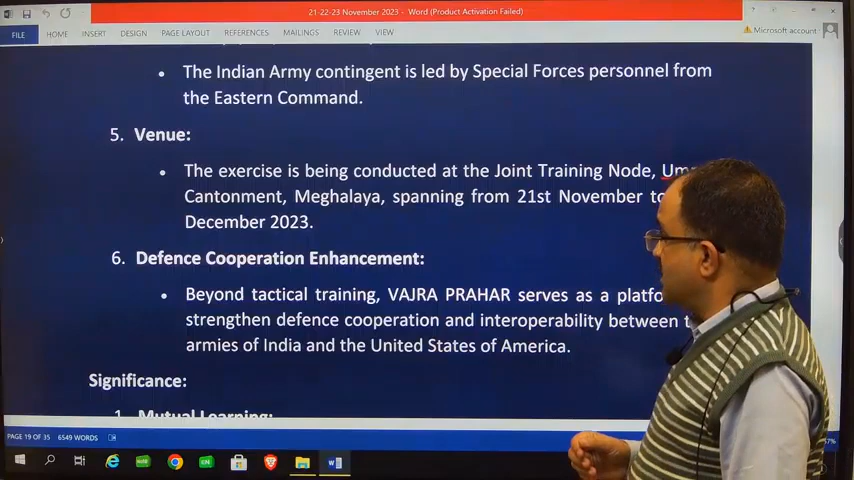 21-22-23 November 2023 - Word (Product Activation Failed)
FILE HOME INSERT DESIGN PAGE LAYOUT REFERENCES MAILINGS REVIEW VIEW Microsoft account
• The Indian Army contingent is led by Special Forces personnel from
the Eastern Command.
5. Venue:
• The exercise is being conducted at the Joint Training Node,
Cantonment, Meghalaya, spanning from 21st November to
December 2023.
6. Defence Cooperation Enhancement:
• Beyond tactical training, VAJRA PRAHAR serves as a
strengthen defence cooperation and interoperability between
armies of India and the United States of America.
Significance:
1. Mutual Learning:
PAGE 19 OF 35 6549 WORDS